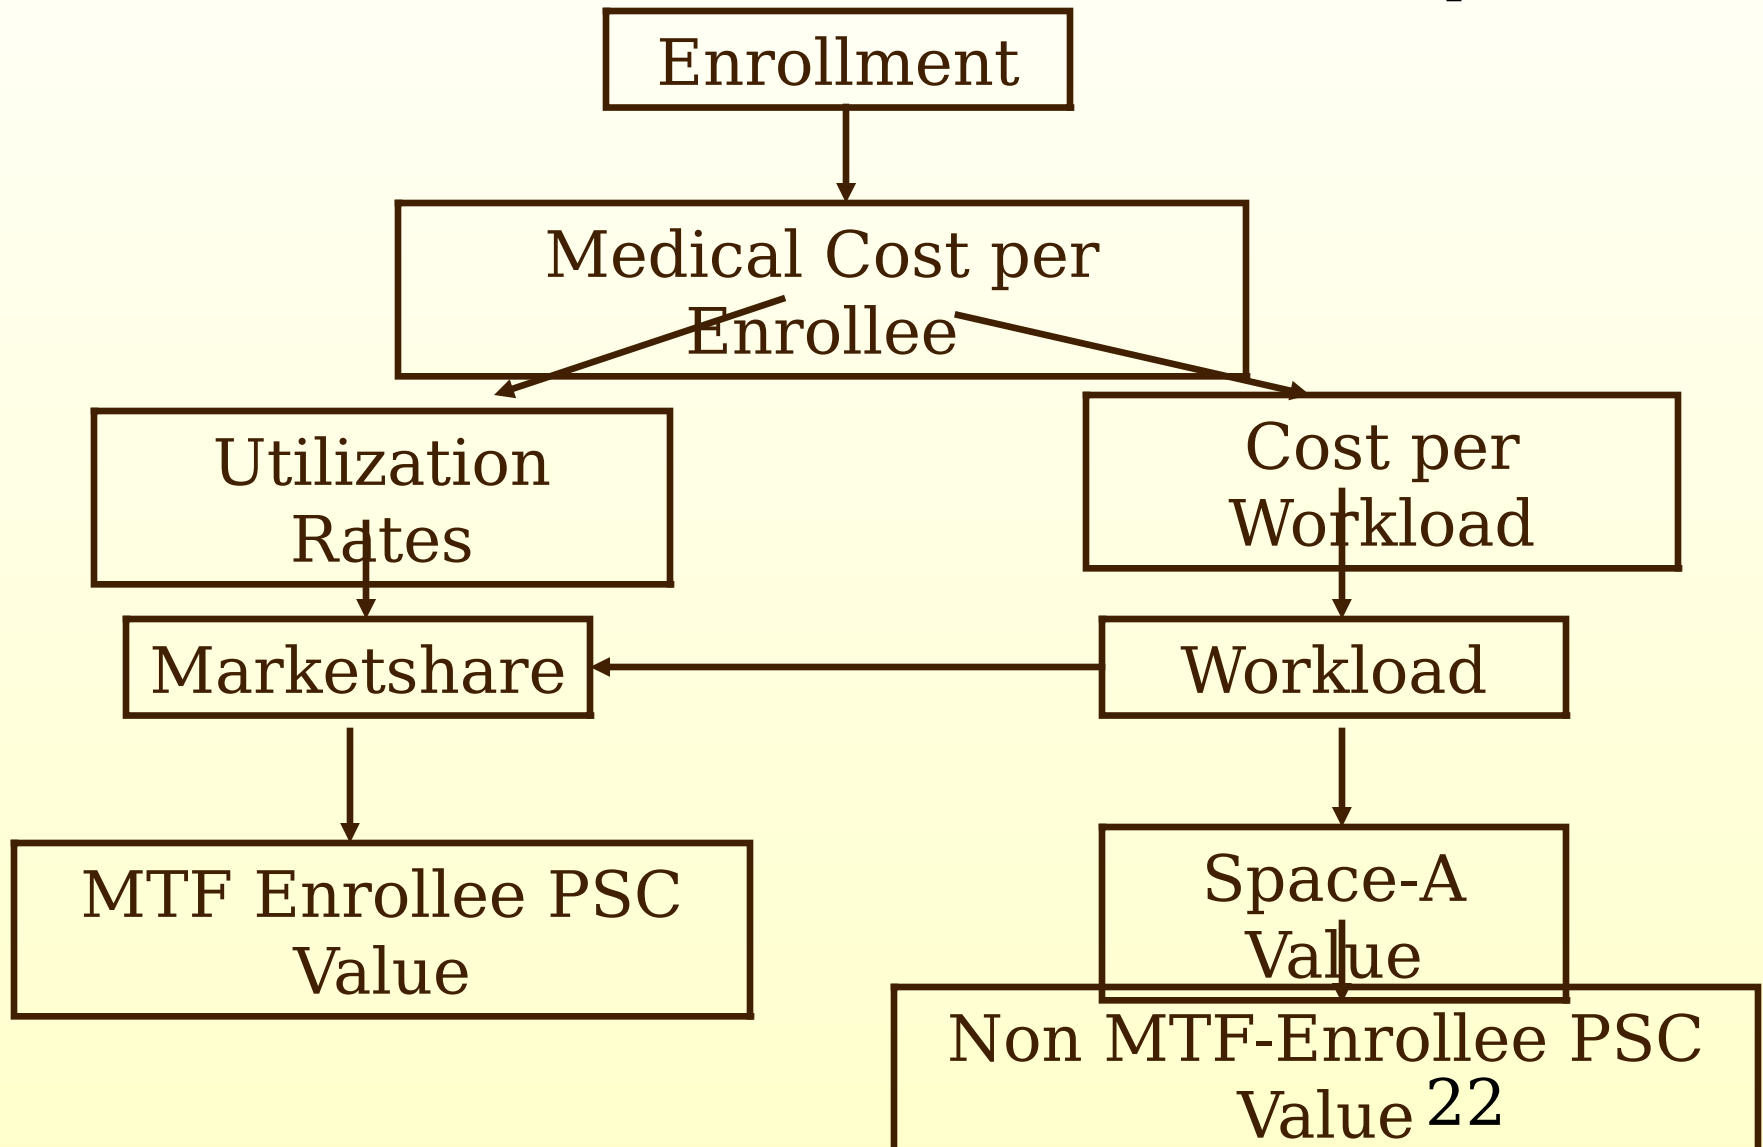 Enrollment
Medical Cost per
Enrollee
Utilization
Rates
Cost per
Workload
Marketshare
Workload
MTF Enrollee PSC
Value
Space-A
Value
Non MTF-Enrollee PSC
Value
22